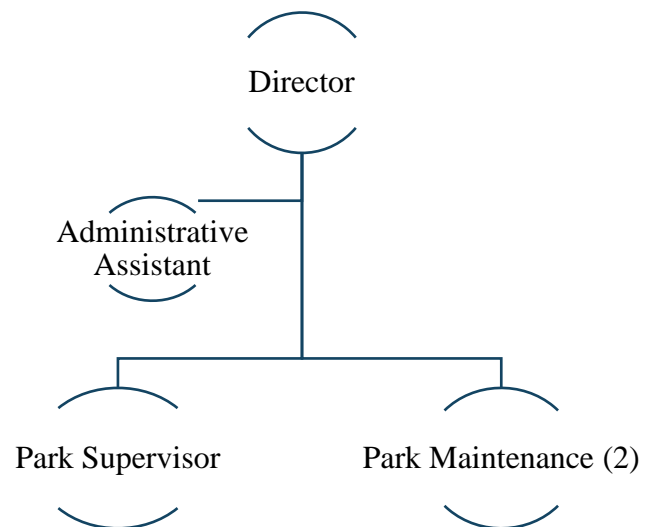 Director
Administrative
Assistant
Park Supervisor
Park Maintenance (2)